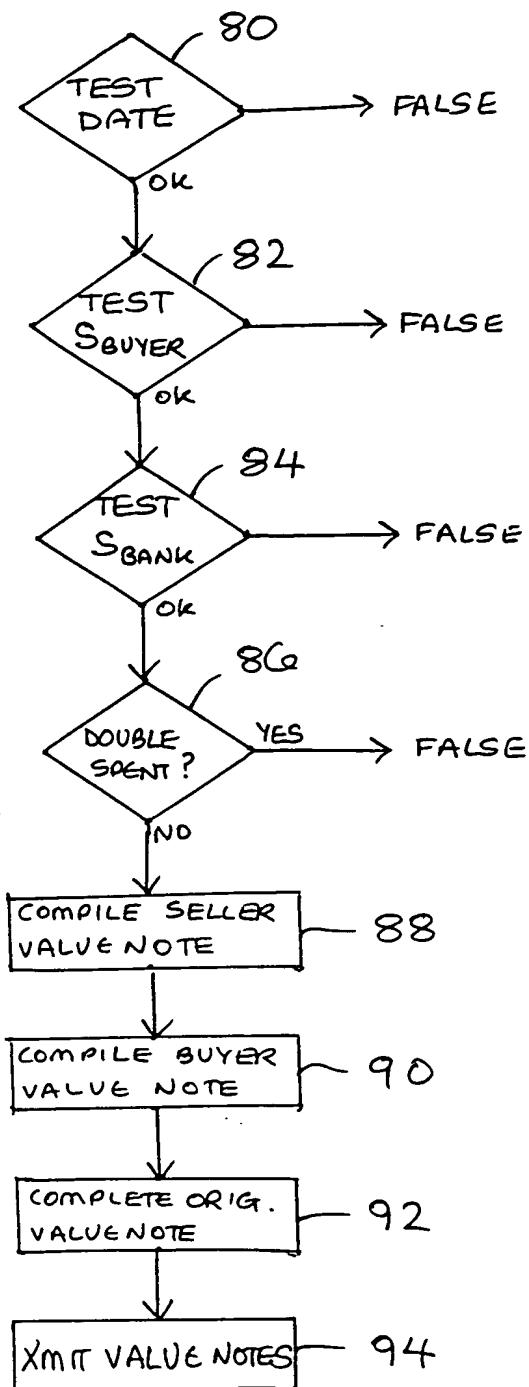 80
TEST
DATE
FALSE
OK
82
TEST
SBUYER
FALSE
OK
84
TEST
SBANK
FALSE
OK
86
DOUBLE
SPENT?
YES
FALSE
NO
COMPILE SELLER
VALUE NOTE
88
COMPILE BUYER
VALUE NOTE
90
COMPLETE ORIG.
VALUE NOTE
92
XMIT VALUE NOTES
94